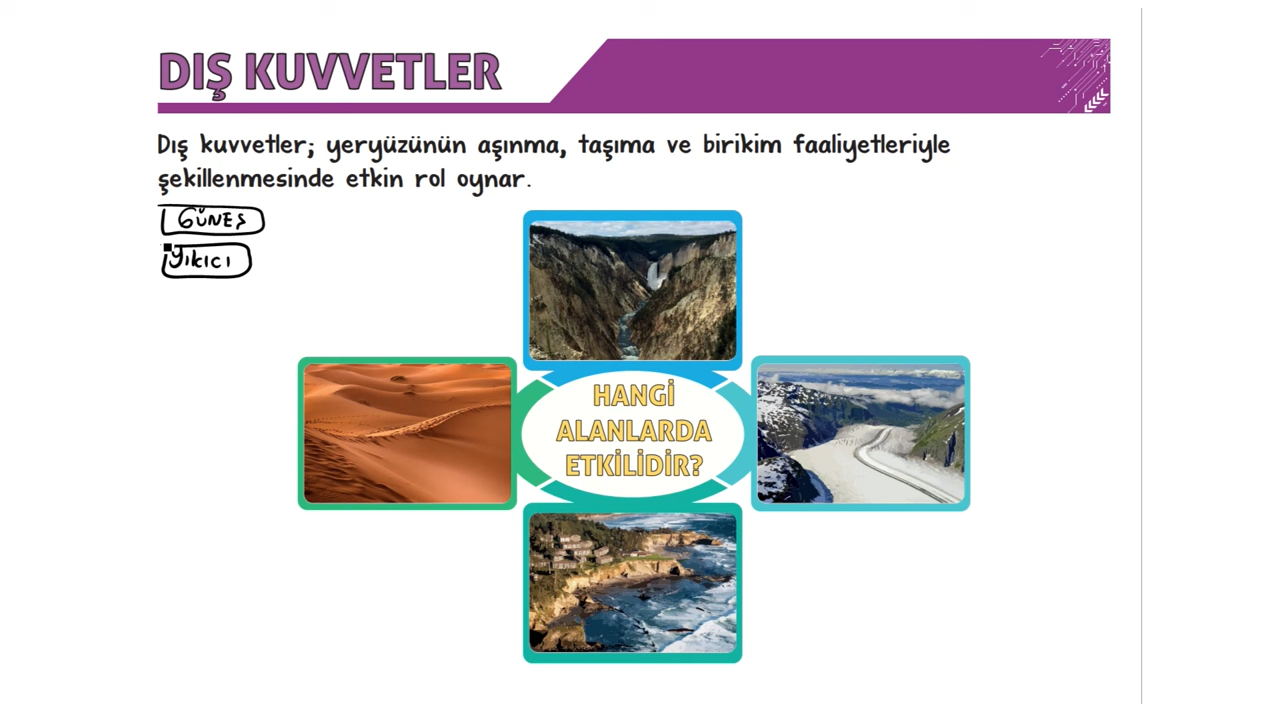 DIŞ KUVVETLER
Dış kuvvetler; yeryüzünün aşınma, taşıma ve birikim faaliyetleriyle
şekillenmesinde etkin rol oynar.
GÜNEŞ
YIKICI
HANGİ
ALANLARDA
ETKİLİDİR?